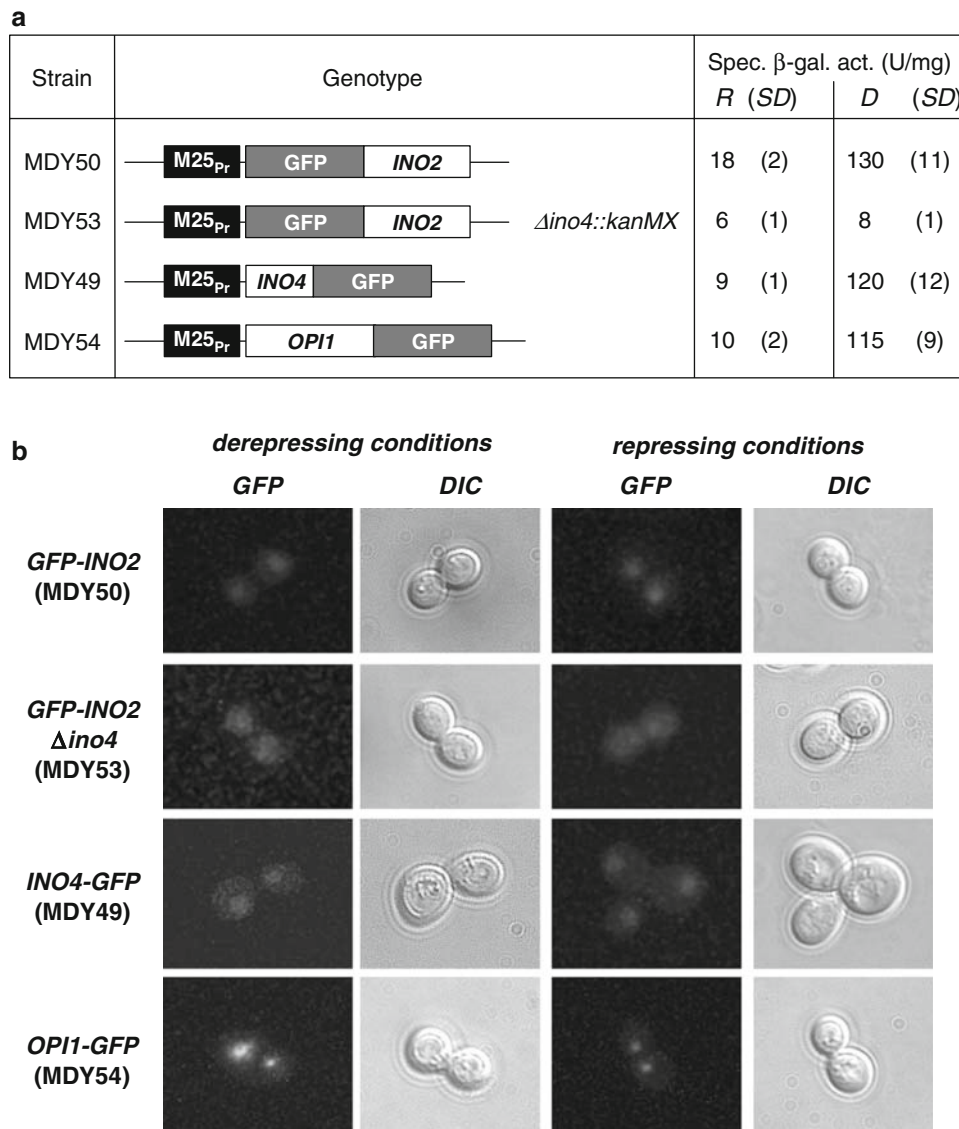 a
Strain Genotype Spec. β-gal. act. (U/mg)
R (SD) D (SD)
MDY50 M25Pr GFP INO2 18 (2) 130 (11)
MDY53 M25Pr GFP INO2 Δino4::kanMX 6 (1) 8 (1)
MDY49 M25Pr INO4 GFP 9 (1) 120 (12)
MDY54 M25Pr OPI1 GFP 10 (2) 115 (9)
b
derepressing conditions repressing conditions
GFP DIC GFP DIC
GFP-INO2
(MDY50)
GFP-INO2
Δino4
(MDY53)
INO4-GFP
(MDY49)
OPI1-GFP
(MDY54)